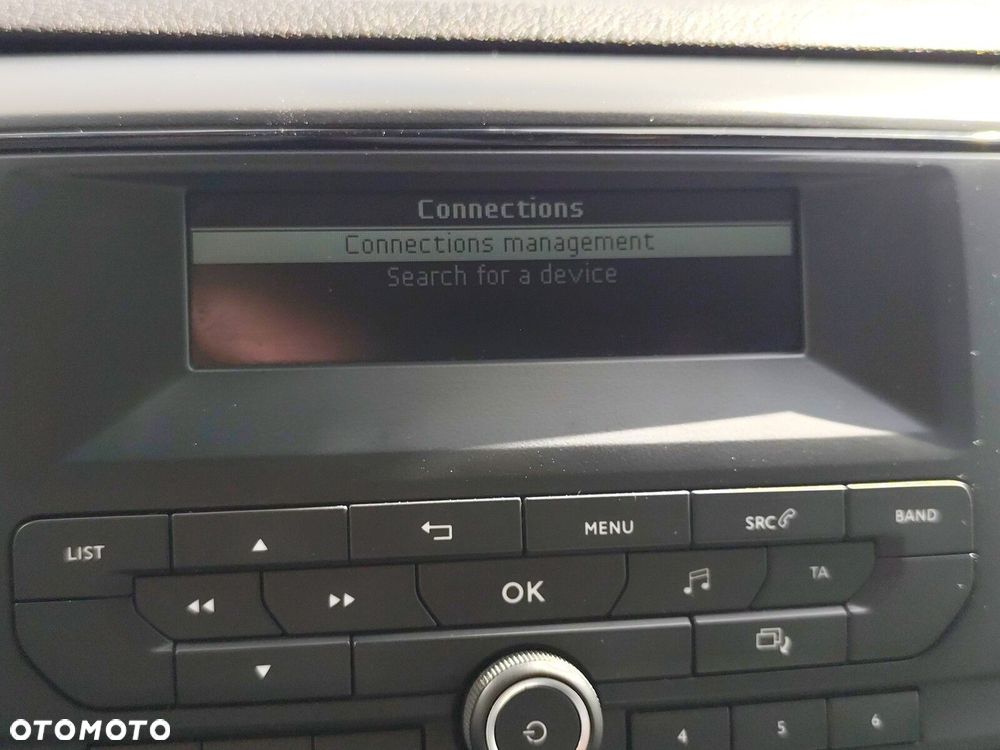 Connections
Connections management
Search for a device
LIST
MENU
SRC
BAND
OK
TA
4
5
6
OTOMOTO